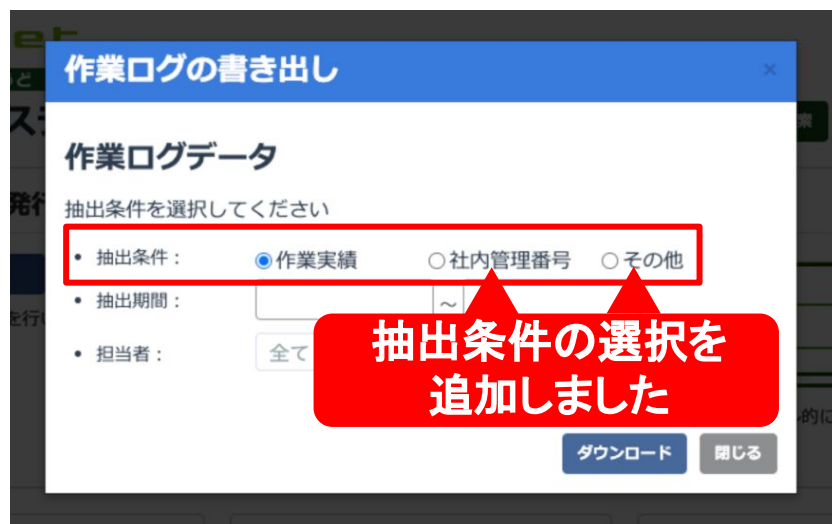 作業ログの書き出し
×
作業ログデータ
抽出条件を選択してください
• 抽出条件： 作業実績 社内管理番号 その他
• 抽出期間： ～
• 担当者： 全て
抽出条件の選択を
追加しました
ダウンロード 閉じる